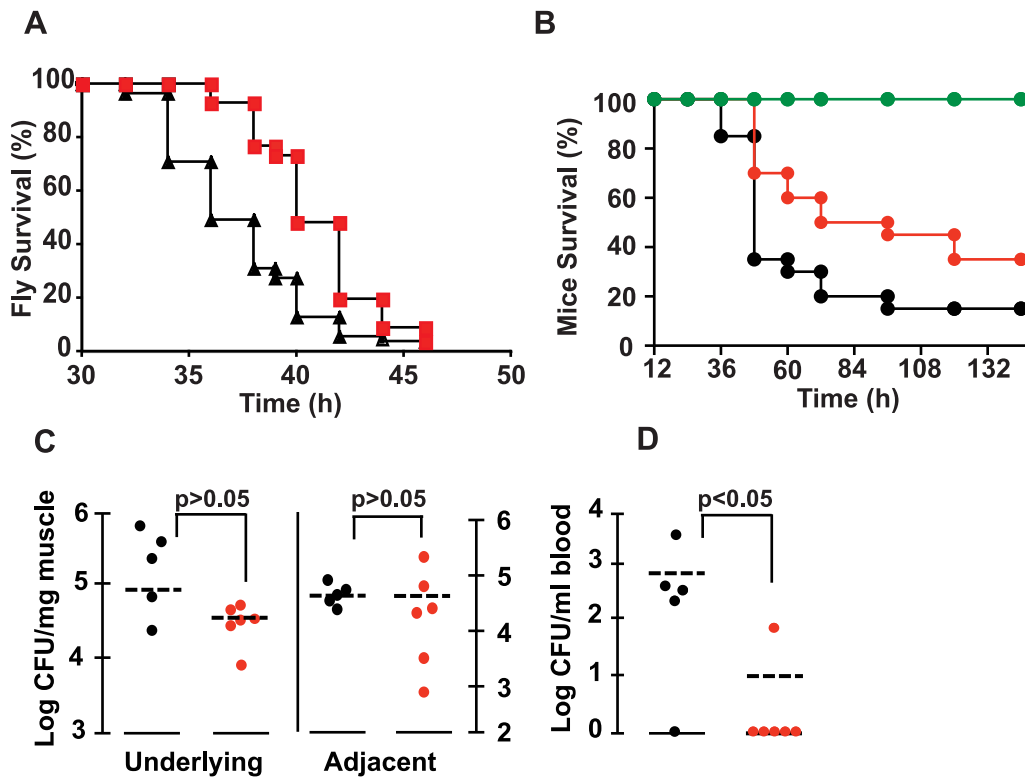 A
Fly Survival (%)
100
80
60
40
20
0
30 35 40 45 50
Time (h)
B
Mice Survival (%)
100
80
60
40
20
0
12 36 60 84 108 132
Time (h)
C
Log CFU/mg muscle
6
5
4
3
p>0.05
p>0.05
6
5
4
3
2
Underlying Adjacent
D
Log CFU/ml blood
4
3
2
1
0
p<0.05